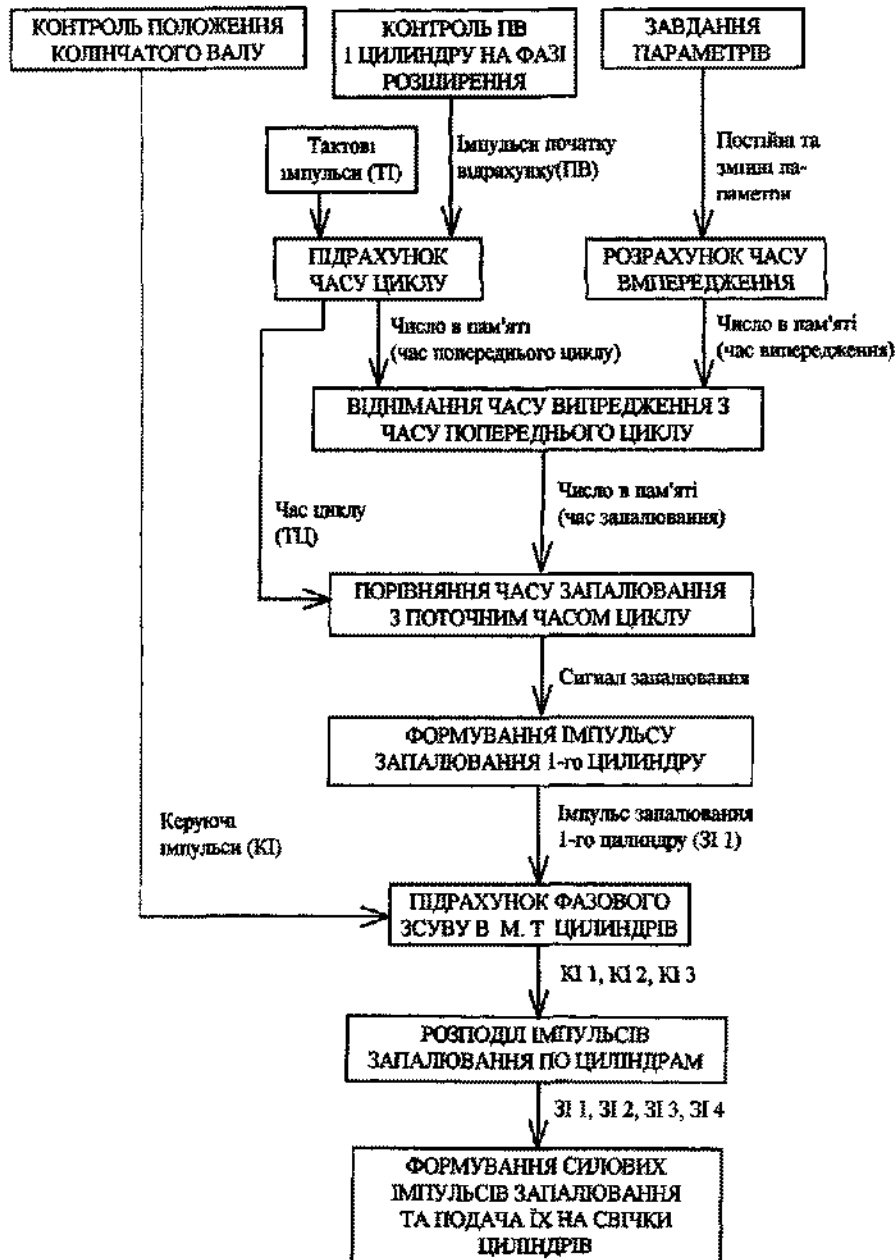 КОНТРОЛЬ ПОЛОЖЕННЯ
КОЛІНЧАТОГО ВАЛУ
КОНТРОЛЬ ПВ
1 ЦИЛИНДРУ НА ФАЗІ
РОЗШИРЕННЯ
ЗАВДАННЯ
ПАРАМЕТРІВ
Тактові
імпульси (ТІ)
Імпульси початку
відрахунку(ПВ)
Постійні та
змінні па-
раметри
ПІДРАХУНОК
ЧАСУ ЦИКЛУ
РОЗРАХУНОК ЧАСУ
ВМПЕРЕДЖЕННЯ
Число в пам'яті
(час попереднього циклу)
Число в пам'яті
(час випередження)
ВІДНІМАННЯ ЧАСУ ВИПРЕДЖЕННЯ З
ЧАСУ ПОПЕРЕДНЬОГО ЦИКЛУ
Час циклу
(ТЦ)
Число в пам'яті
(час запалювання)
ПОРІВНЯННЯ ЧАСУ ЗАПАЛЮВАННЯ
З ПОТОЧНИМ ЧАСОМ ЦИКЛУ
Сигнал запалювання
ФОРМУВАННЯ ІМПУЛЬСУ
ЗАПАЛЮВАННЯ 1-го ЦИЛИНДРУ
Керуючі
імпульси (КІ)
Імпульс запалювання
1-го циліндру (ЗІ 1)
ПІДРАХУНОК ФАЗОВОГО
ЗСУВУ В М. Т ЦИЛИНДРІВ
КІ 1, КІ 2, КІ 3
РОЗПОДІЛ ІМПУЛЬСІВ
ЗАПАЛЮВАННЯ ПО ЦИЛІНДРАМ
ЗІ 1, ЗІ 2, ЗІ 3, ЗІ 4
ФОРМУВАННЯ СИЛОВИХ
ІМПУЛЬСІВ ЗАПАЛЮВАННЯ
ТА ПОДАЧА ЇХ НА СВІЧКИ
ЦИЛІНДРІВ